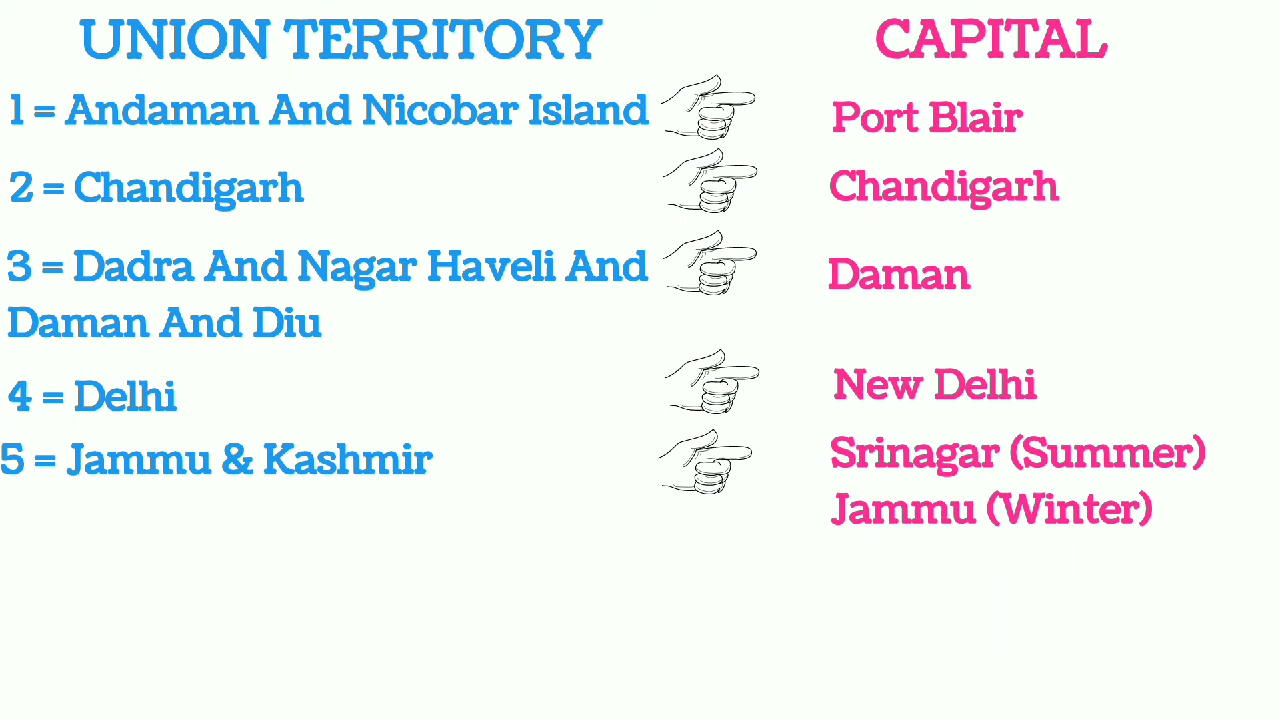 UNION TERRITORY CAPITAL
1 = Andaman And Nicobar Island Port Blair
2 = Chandigarh Chandigarh
3 = Dadra And Nagar Haveli And Daman
Daman And Diu
4 = Delhi New Delhi
5 = Jammu & Kashmir Srinagar (Summer)
Jammu (Winter)